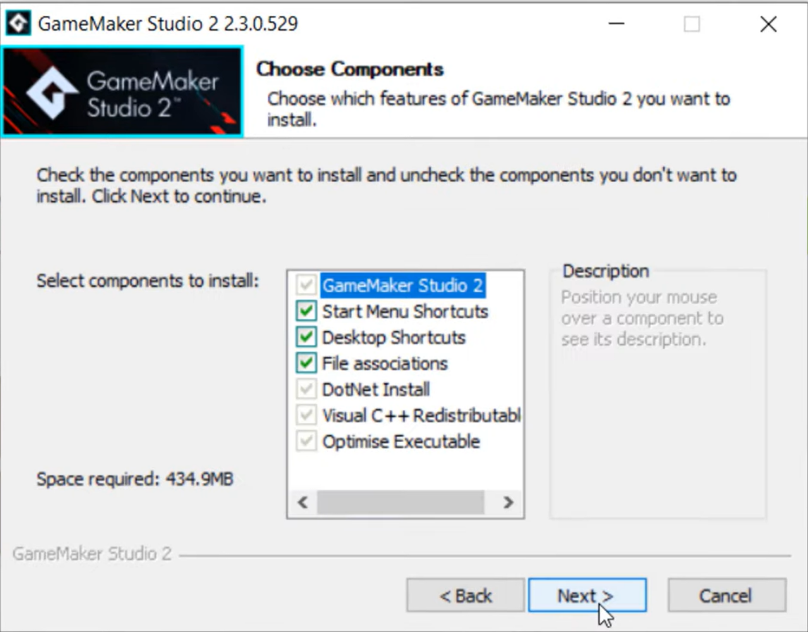 GameMaker Studio 2 2.3.0.529
GameMaker
Studio 2™
Choose Components
Choose which features of GameMaker Studio 2 you want to
install.
Check the components you want to install and uncheck the components you don't want to
install. Click Next to continue.
Select components to install:
GameMaker Studio 2
Start Menu Shortcuts
Desktop Shortcuts
File associations
DotNet Install
Visual C++ Redistributabl
Optimise Executable
Description
Position your mouse
over a component to
see its description.
Space required: 434.9MB
GameMaker Studio 2
< Back
Next >
Cancel